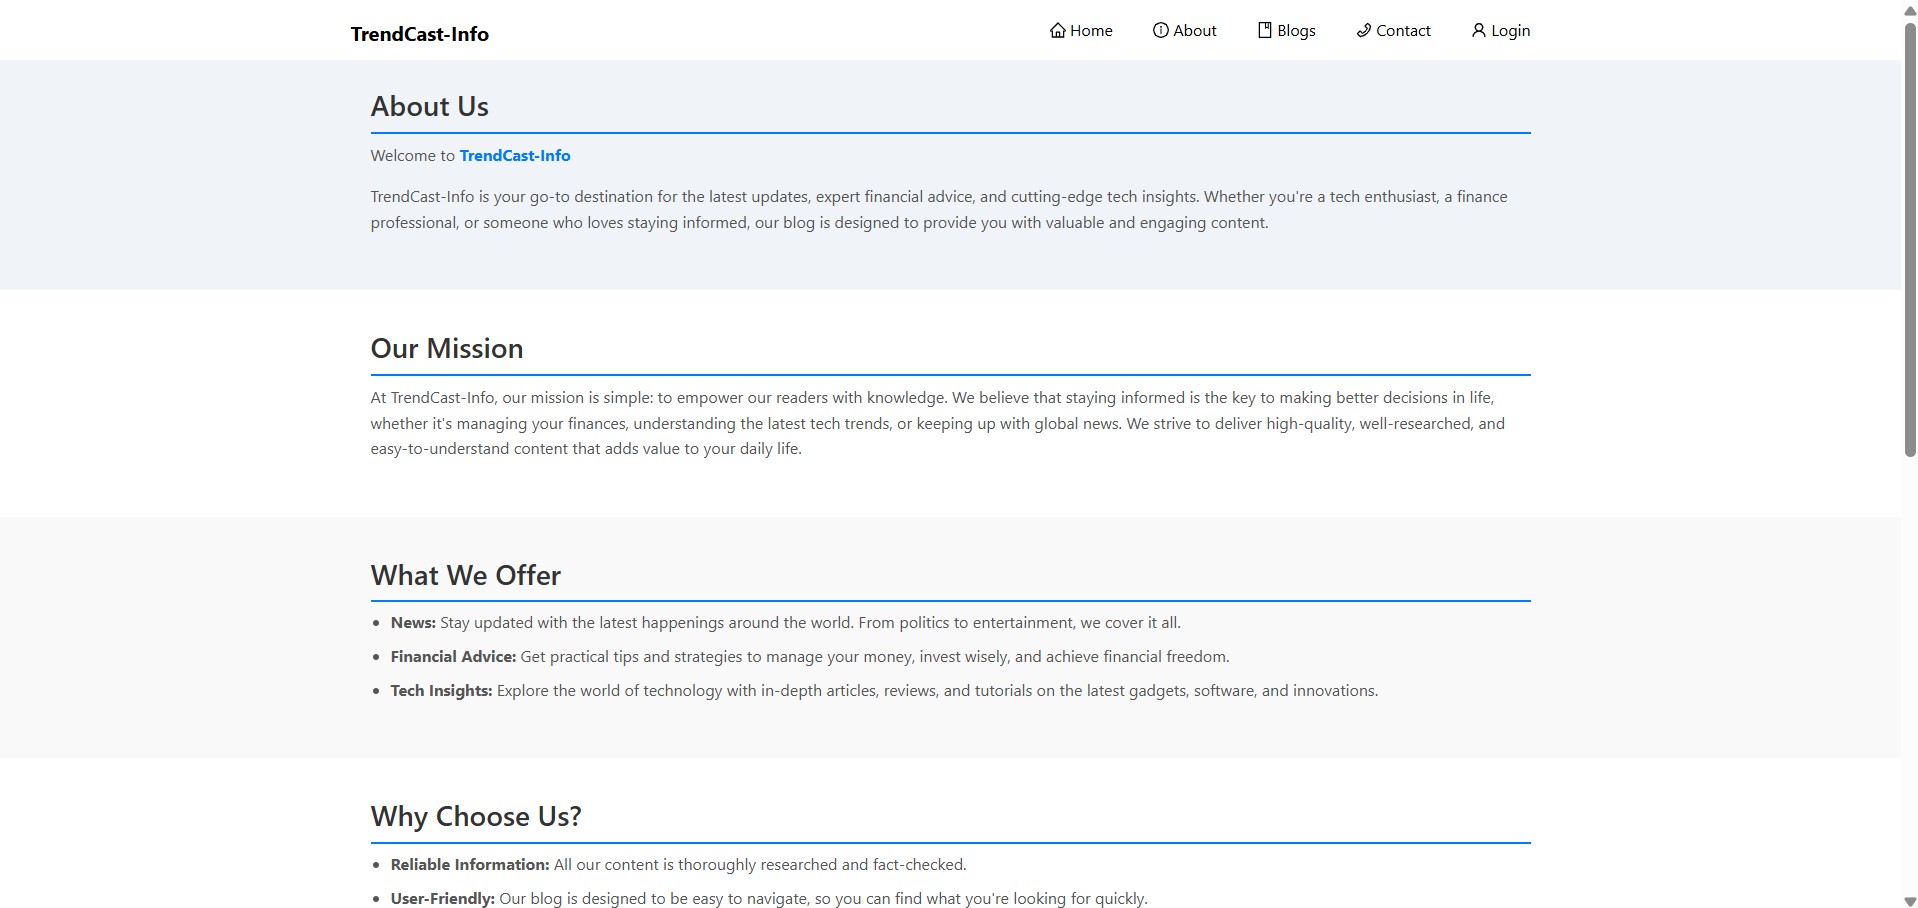 TrendCast-Info
Home About Blogs Contact Login
About Us
Welcome to TrendCast-Info
TrendCast-Info is your go-to destination for the latest updates, expert financial advice, and cutting-edge tech insights. Whether you're a tech enthusiast, a finance
professional, or someone who loves staying informed, our blog is designed to provide you with valuable and engaging content.
Our Mission
At TrendCast-Info, our mission is simple: to empower our readers with knowledge. We believe that staying informed is the key to making better decisions in life,
whether it's managing your finances, understanding the latest tech trends, or keeping up with global news. We strive to deliver high-quality, well-researched, and
easy-to-understand content that adds value to your daily life.
What We Offer
• News: Stay updated with the latest happenings around the world. From politics to entertainment, we cover it all.
• Financial Advice: Get practical tips and strategies to manage your money, invest wisely, and achieve financial freedom.
• Tech Insights: Explore the world of technology with in-depth articles, reviews, and tutorials on the latest gadgets, software, and innovations.
Why Choose Us?
• Reliable Information: All our content is thoroughly researched and fact-checked.
• User-Friendly: Our blog is designed to be easy to navigate, so you can find what you're looking for quickly.